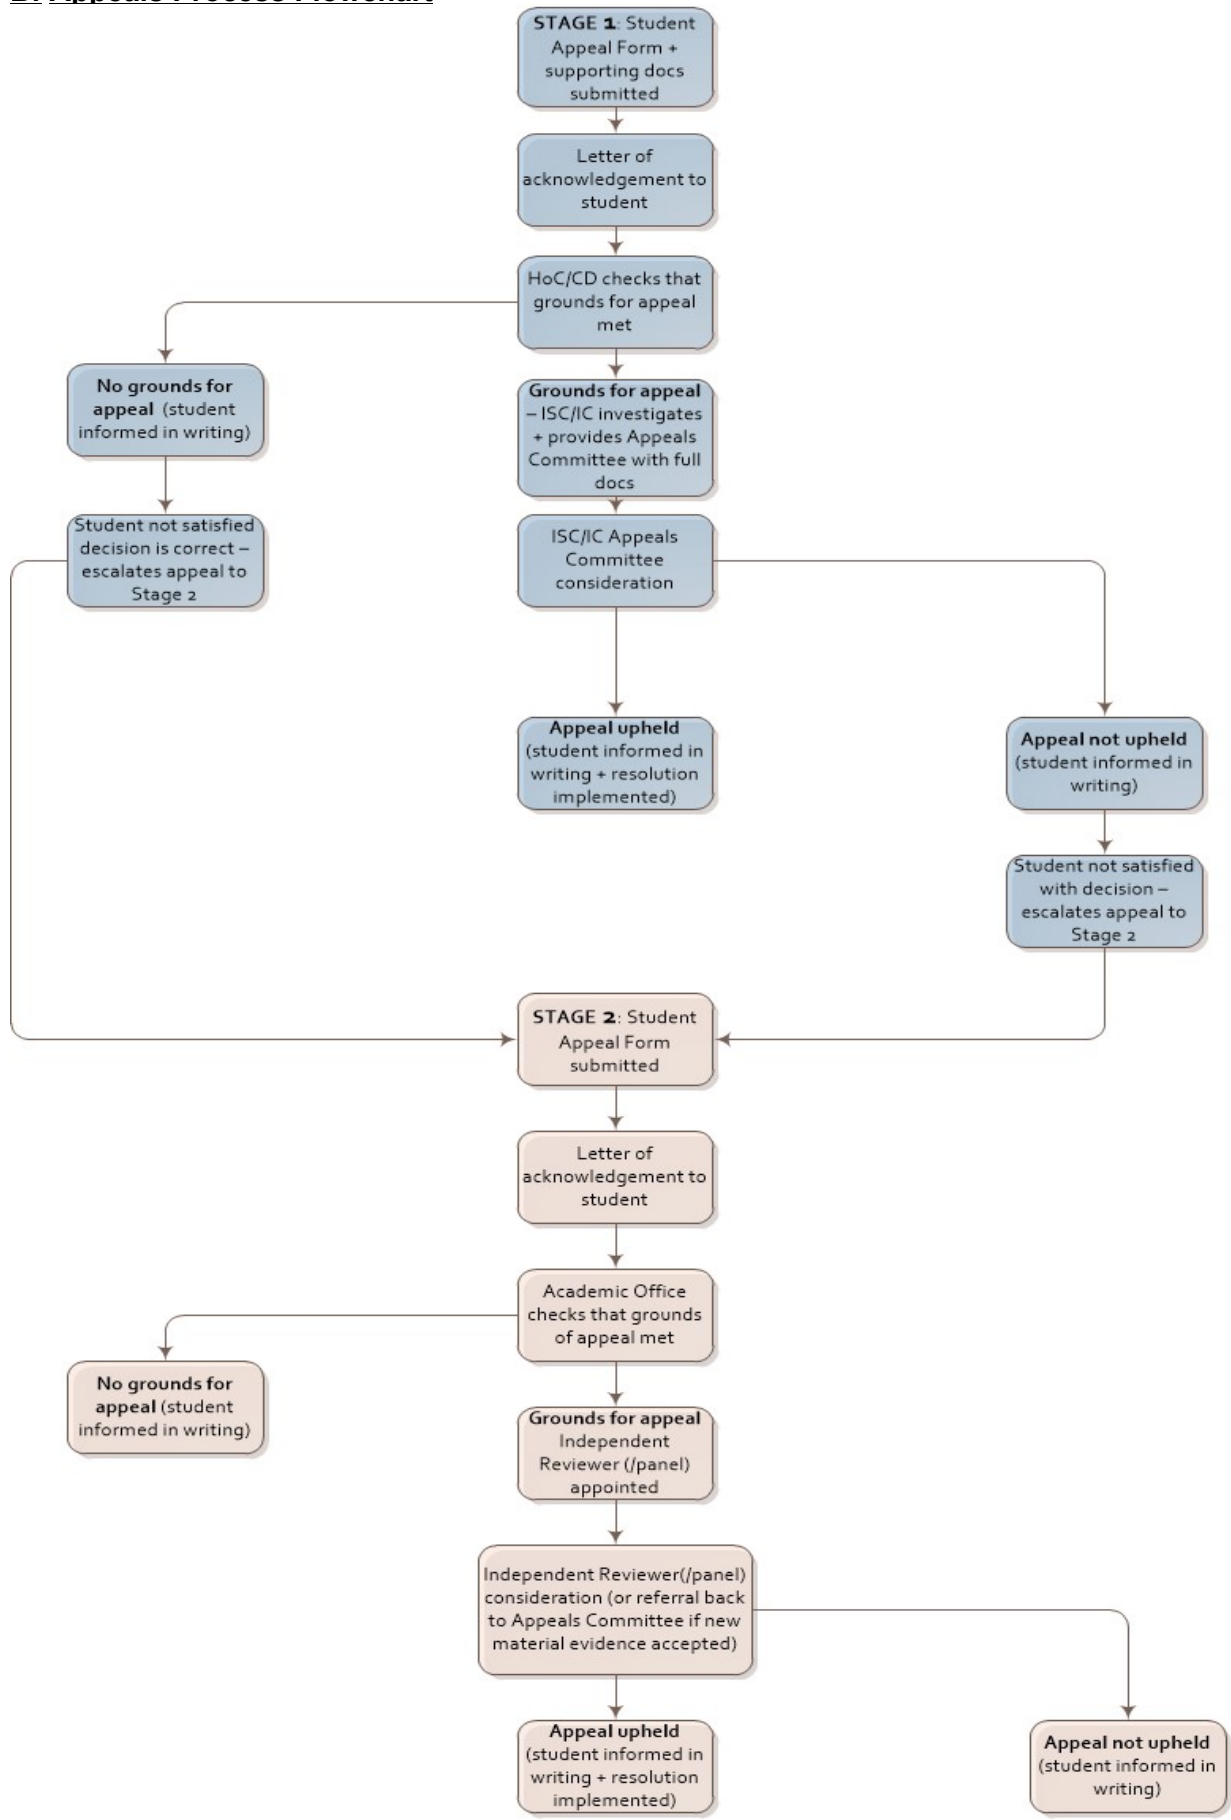 B. Appeals Process Flowchart
STAGE 1: Student
Appeal Form +
supporting docs
submitted
Letter of
acknowledgement to
student
HoC/CD checks that
grounds for appeal
met
No grounds for
appeal (student
informed in writing)
Grounds for appeal
– ISC/IC investigates
+ provides Appeals
Committee with full
docs
Student not satisfied
decision is correct –
escalates appeal to
Stage 2
ISC/IC Appeals
Committee
consideration
Appeal upheld
(student informed in
writing + resolution
implemented)
Appeal not upheld
(student informed in
writing)
Student not satisfied
with decision –
escalates appeal to
Stage 2
STAGE 2: Student
Appeal Form
submitted
Letter of
acknowledgement to
student
Academic Office
checks that grounds
of appeal met
No grounds for
appeal (student
informed in writing)
Grounds for appeal
Independent
Reviewer (/panel)
appointed
Independent Reviewer(/panel)
consideration (or referral back
to Appeals Committee if new
material evidence accepted)
Appeal upheld
(student informed in
writing + resolution
implemented)
Appeal not upheld
(student informed in
writing)